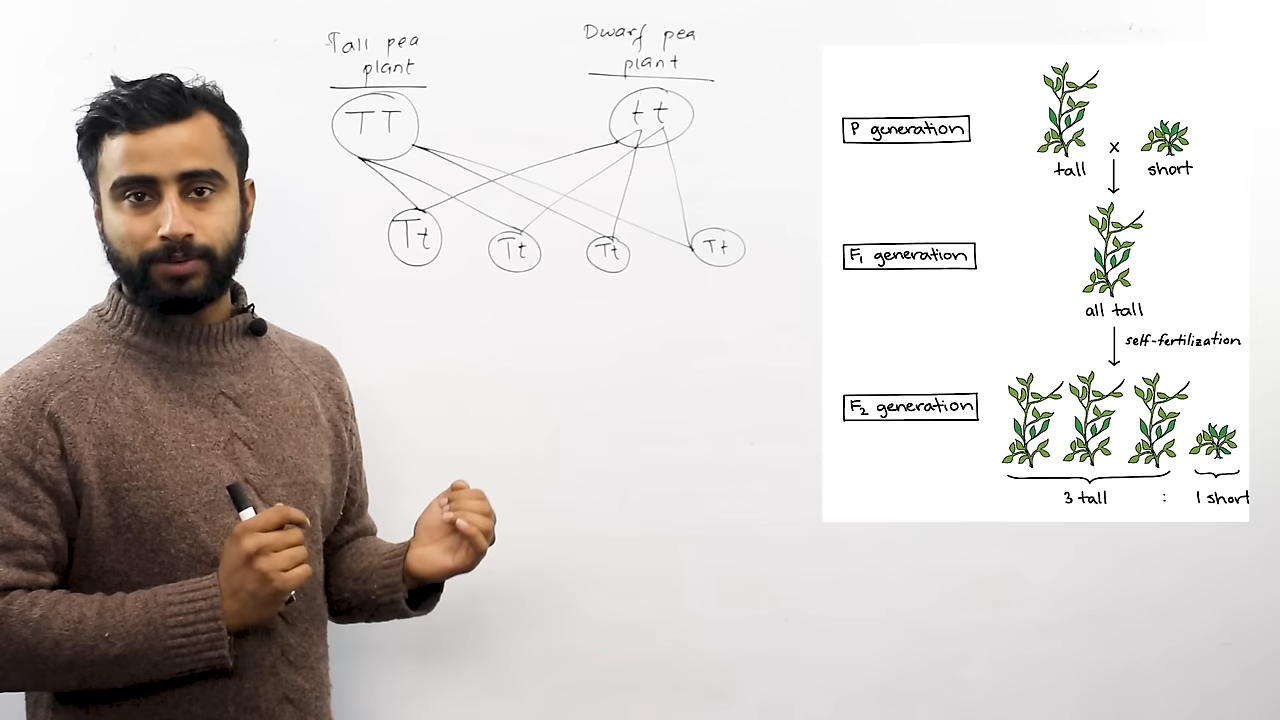 Tall pea
plant
Dwarf pea
plant
TT
tt
Tt
Tt
Tt
Tt
P generation
tall
x
short
F₁ generation
all tall
self-fertilization
F₂ generation
3 tall : 1 short